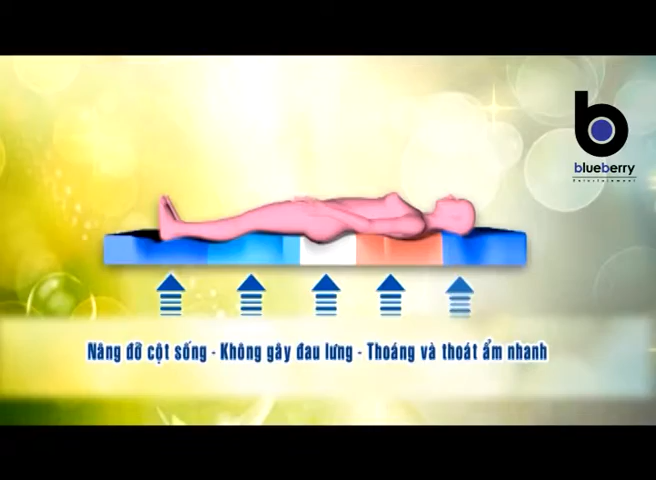 b
blueberry
Entertainment
Nâng đỡ cột sống - Không gây đau lưng - Thoáng và thoát ẩm nhanh